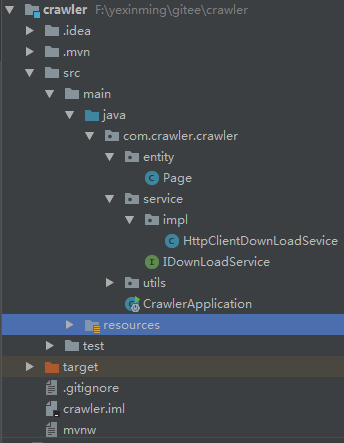 crawler F:\yexinming\gitee\crawler
.idea
.mvn
src
main
java
com.crawler.crawler
entity
Page
service
impl
HttpClientDownLoadSevice
IDownLoadService
utils
CrawlerApplication
resources
test
target
.gitignore
crawler.iml
mvnw